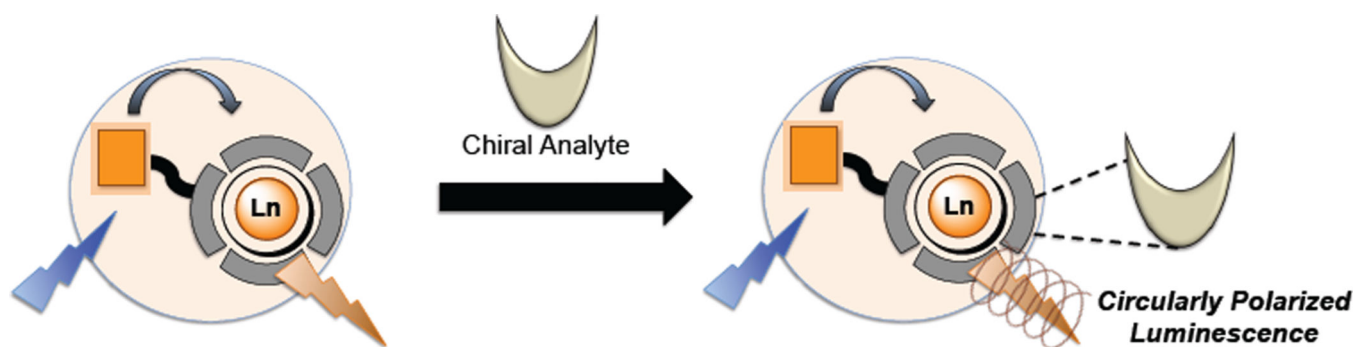 Chiral Analyte
Ln
Ln
Circularly Polarized
Luminescence